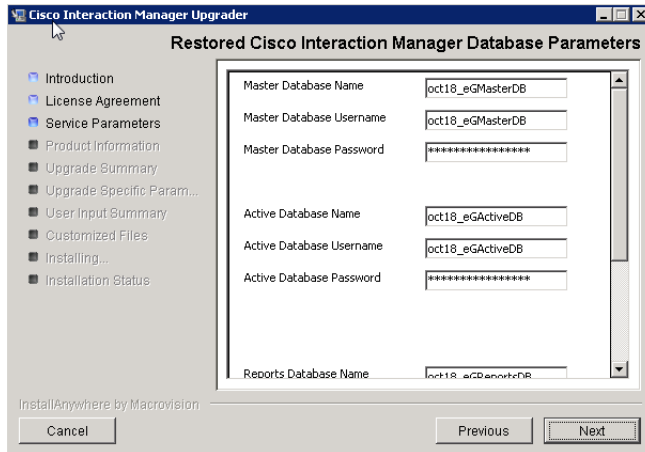 Cisco Interaction Manager Upgrader
Restored Cisco Interaction Manager Database Parameters
Introduction
License Agreement
Service Parameters
Product Information
Upgrade Summary
Upgrade Specific Param...
User Input Summary
Customized Files
Installing...
Installation Status
Master Database Name oct18_eGMasterDB
Master Database Username oct18_eGMasterDB
Master Database Password ****************
Active Database Name oct18_eGActiveDB
Active Database Username oct18_eGActiveDB
Active Database Password ****************
Reports Database Name oct18_eGReportsDB
InstallAnywhere by Macrovision
Cancel Previous Next